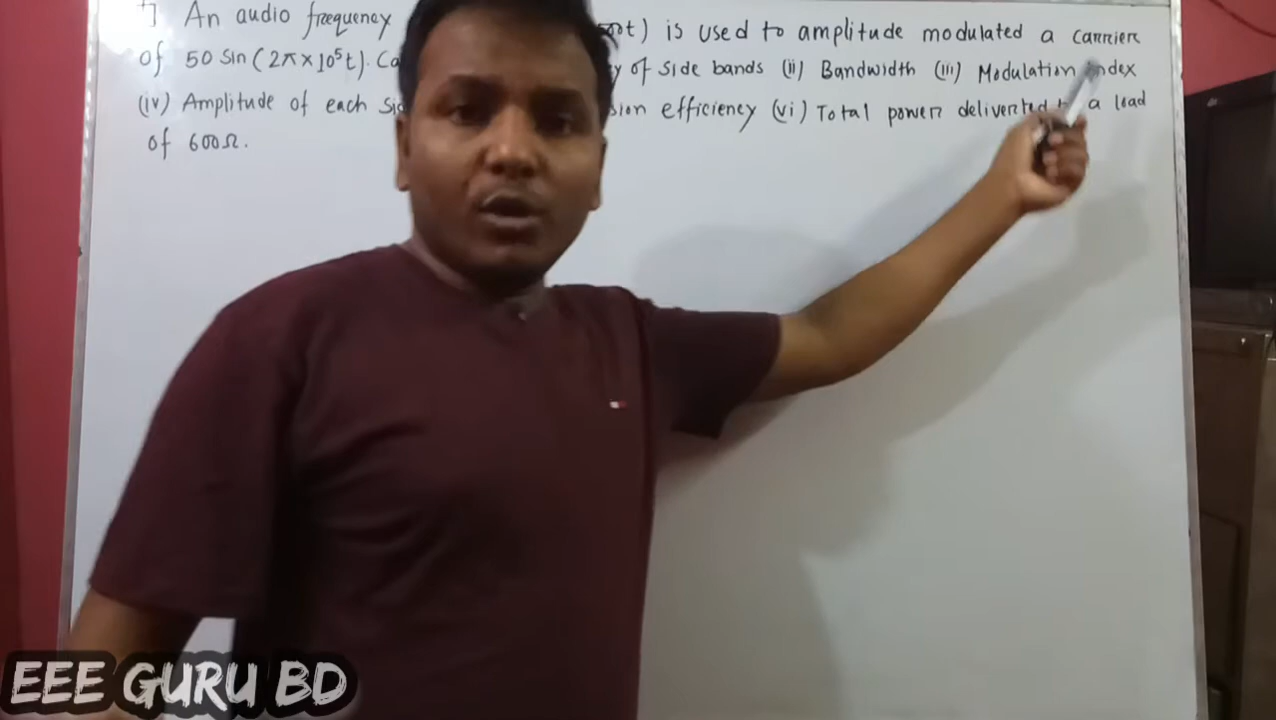 An audio frequency t) is used to amplitude modulated a carrier
of 50 sin(2π×10⁵t). of side bands (ii) Bandwidth (iii) Modulation index
(iv) Amplitude of each efficiency (vi) Total power delivered a load
of 600Ω.
EEE GURU BD